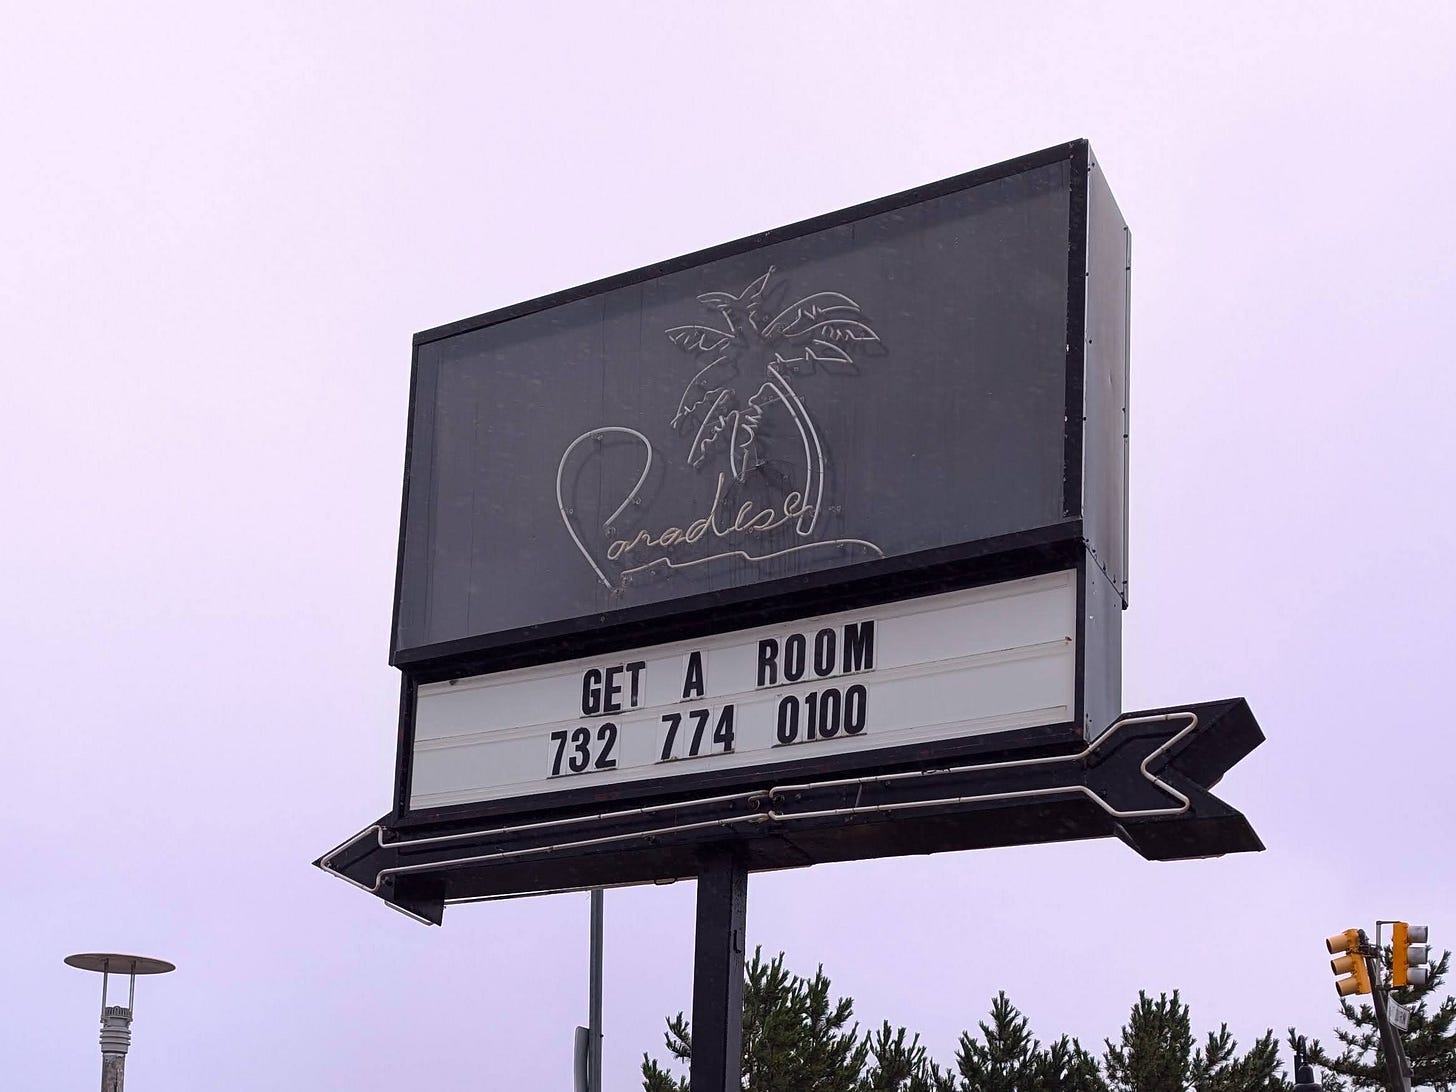 Paradise
GET A ROOM
732 774 0100